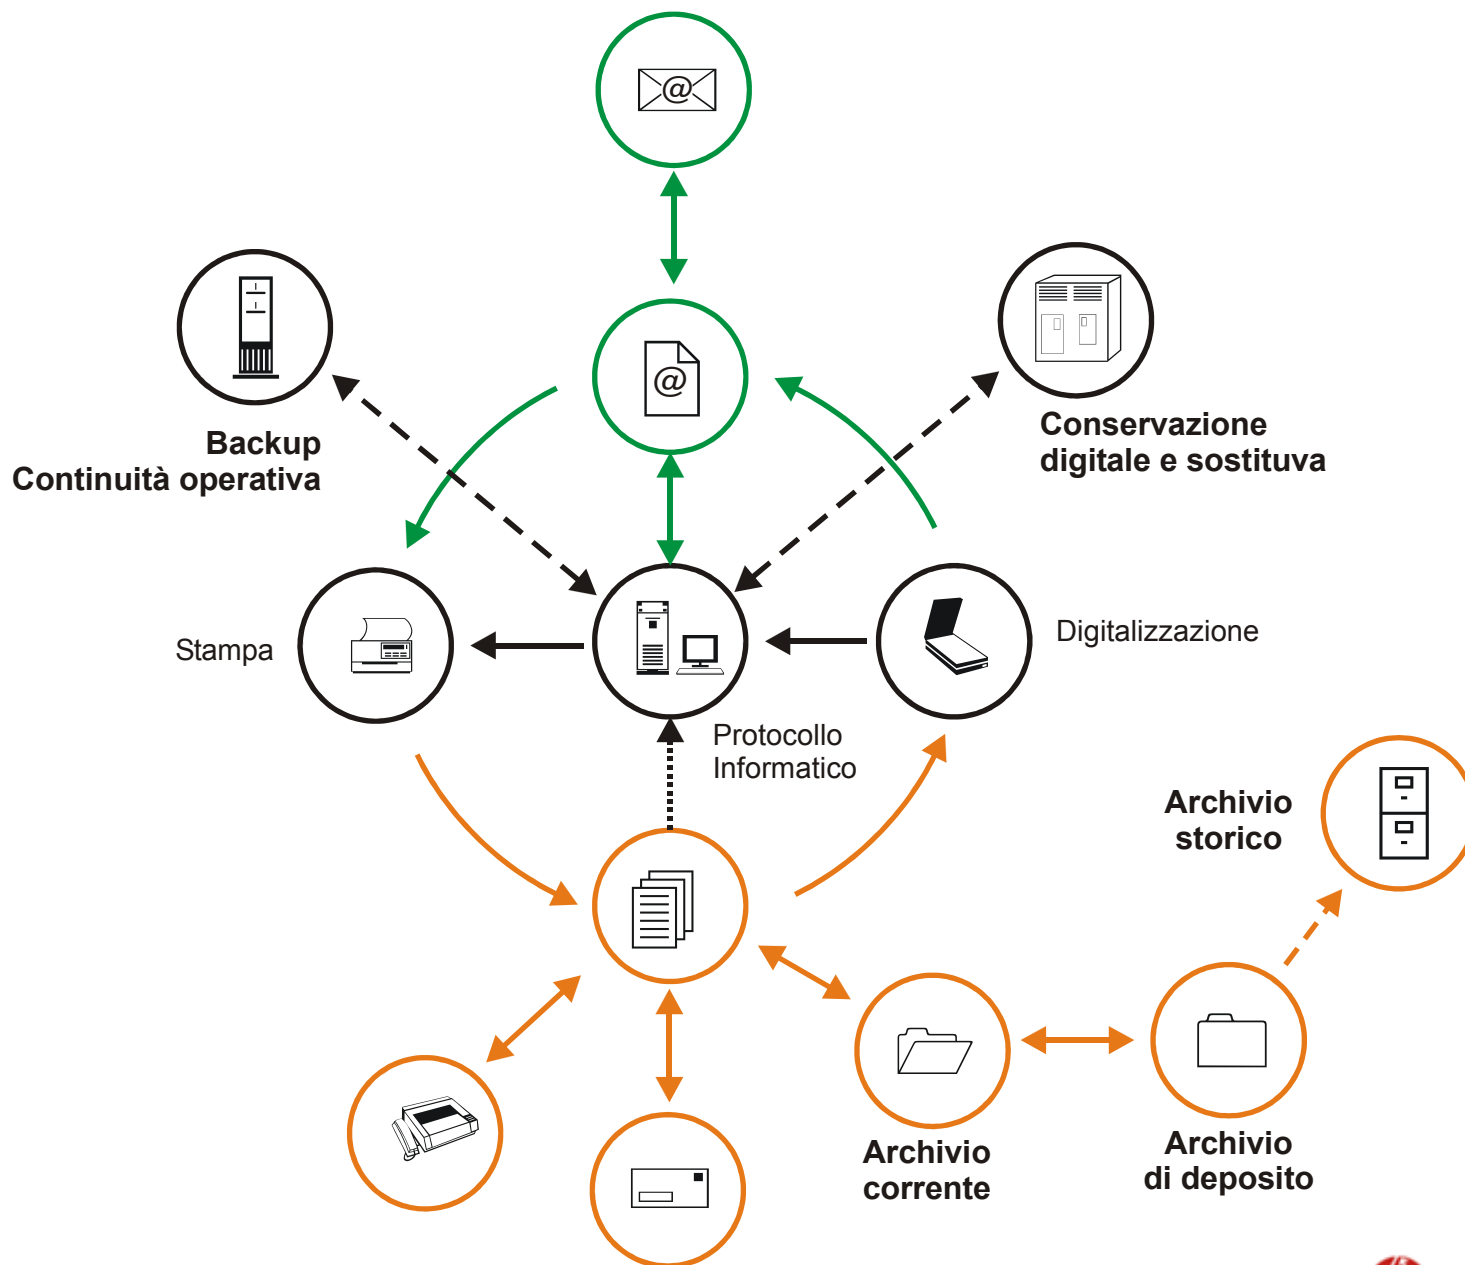 @
@
Backup
Continuità operativa
Conservazione
digitale e sostituva
Stampa
Digitalizzazione
Protocollo
Informatico
Archivio
storico
Archivio
corrente
Archivio
di deposito